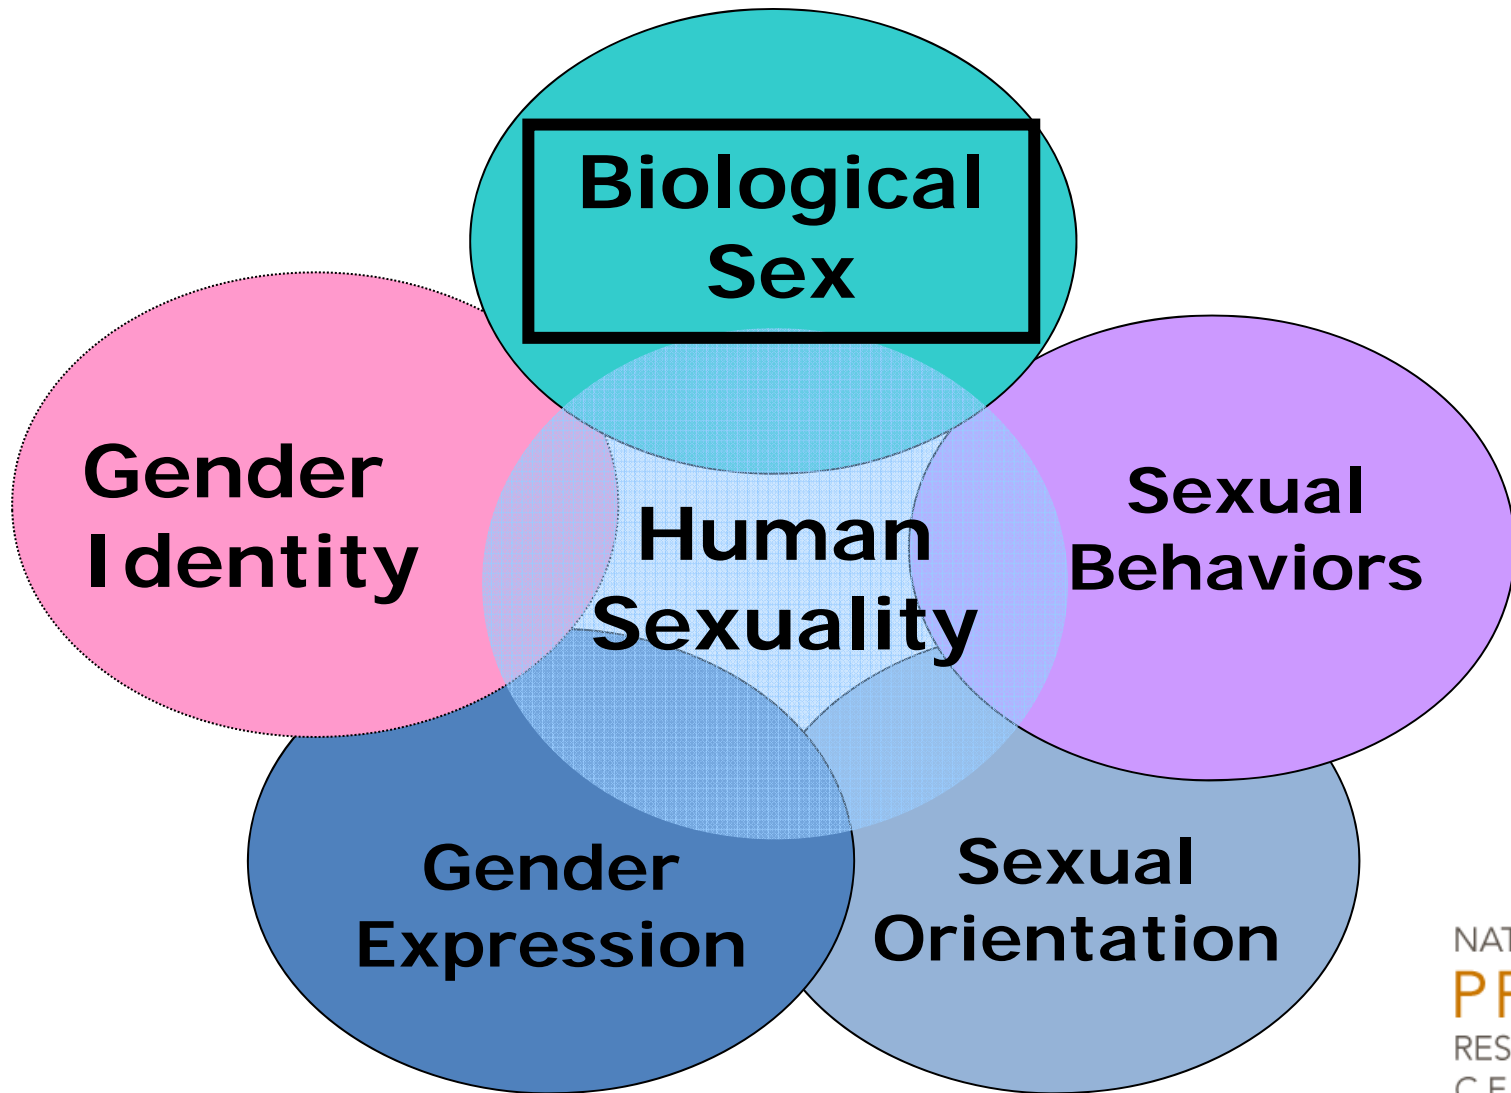 Biological
Sex
Gender
Identity
Human
Sexuality
Sexual
Behaviors
Gender
Expression
Sexual
Orientation